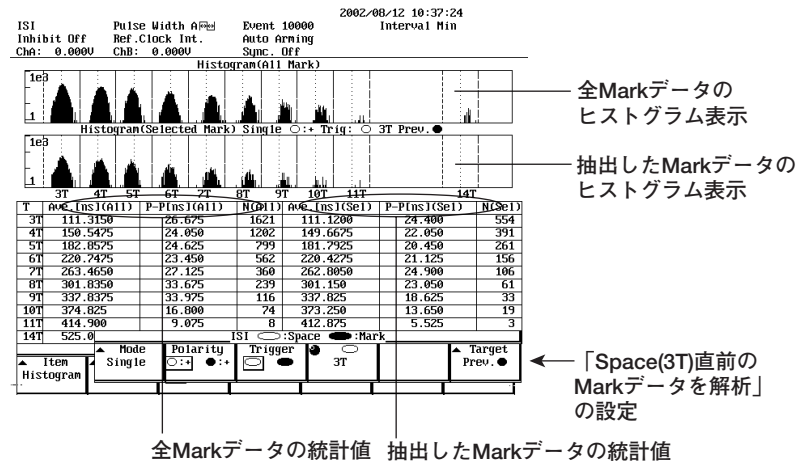 2002/08/12 10:37:24
ISI Pulse Width A Event 10000 Interval Min
Inhibit Off Ref.Clock Int. Auto Arming
ChA: 0.000V ChB: 0.000V Sync. Off
Histogram(All Mark)
1e3
1
Histogram(Selected Mark) Single ○:+ Trig: ○ 3T Prev.●
1e3
1
3T 4T 5T 6T 7T 8T 9T 10T 11T 14T
T Ave.[ns](All) P-P[ns](All) N(All) Ave.[ns](Sel) P-P[ns](Sel) N(Sel)
3T 111.3150 26.675 1621 111.1200 24.400 554
4T 150.5475 24.050 1202 149.6675 22.050 391
5T 182.8575 24.625 799 181.7925 20.450 261
6T 220.7475 23.450 562 220.4275 21.125 156
7T 263.4650 27.125 360 262.8050 24.900 106
8T 301.8350 33.675 239 301.150 23.050 61
9T 337.8375 33.975 116 337.825 18.625 33
10T 374.825 16.800 74 373.250 13.650 19
11T 414.900 9.075 8 412.875 5.525 3
14T 525.0
ISI ○:Space ●:Mark
Item
Histogram
Mode
Single
Polarity
○:+ ●:+
Trigger
3T
Target
Prev.●
全Markデータの
ヒストグラム表示
抽出したMarkデータの
ヒストグラム表示
「Space(3T)直前の
Markデータを解析」
の設定
全Markデータの統計値 抽出したMarkデータの統計値